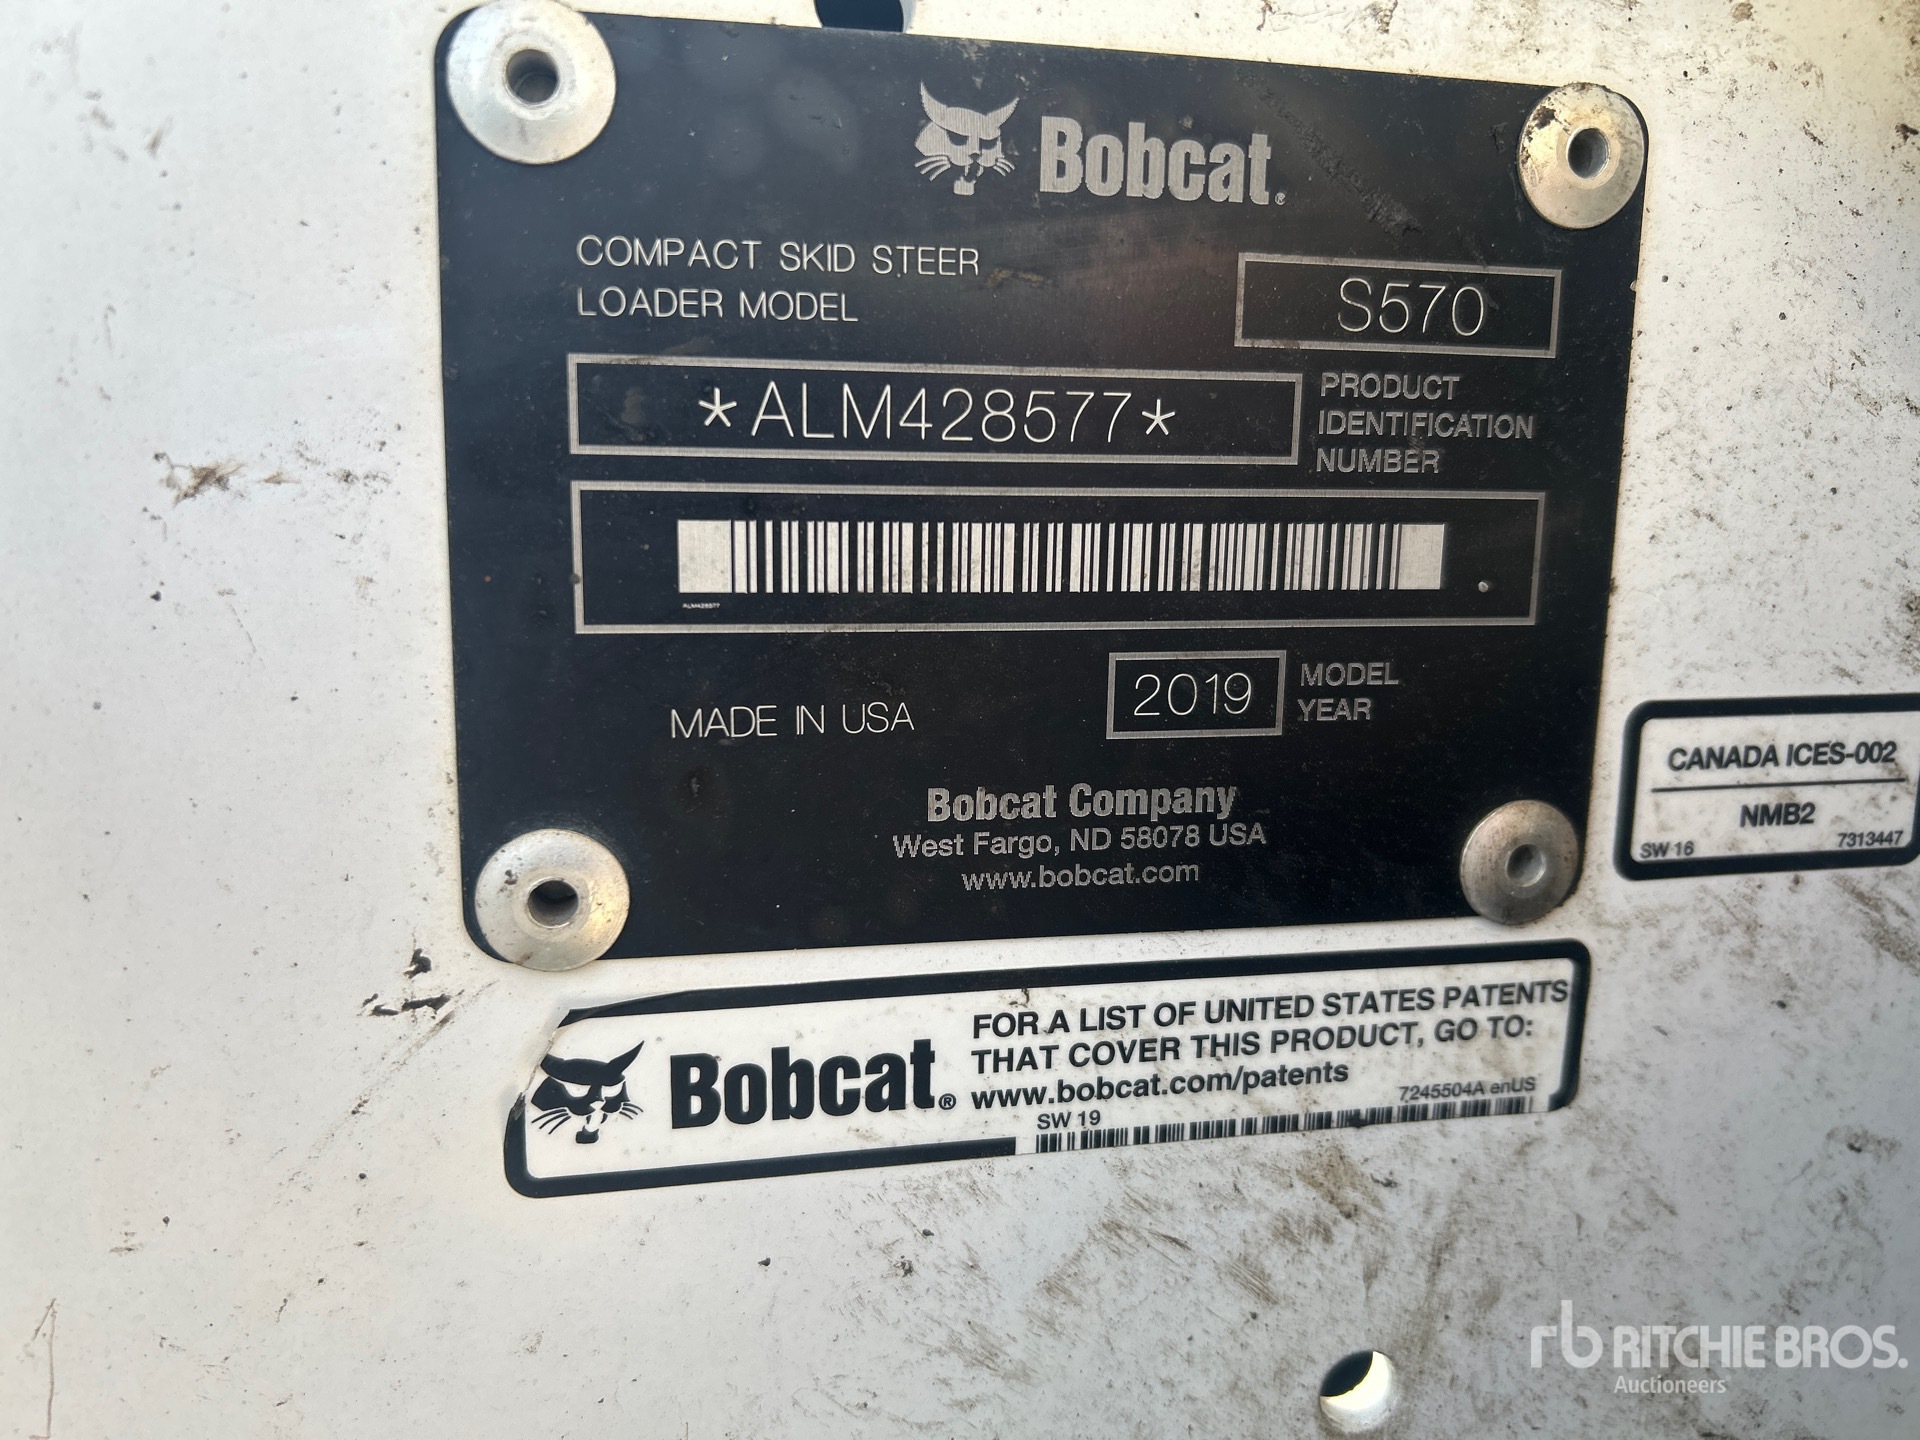 Bobcat®
COMPACT SKID STEER
LOADER MODEL
S570
*ALM428577*
PRODUCT
IDENTIFICATION
NUMBER
ALM428577
MADE IN USA
2019
MODEL
YEAR
Bobcat Company
West Fargo, ND 58078 USA
www.bobcat.com
CANADA ICES-002
NMB2
SW 16
7313447
Bobcat®
FOR A LIST OF UNITED STATES PATENTS
THAT COVER THIS PRODUCT, GO TO:
www.bobcat.com/patents
SW 19
7245504A enUS
rb RITCHIE BROS.
Auctioneers